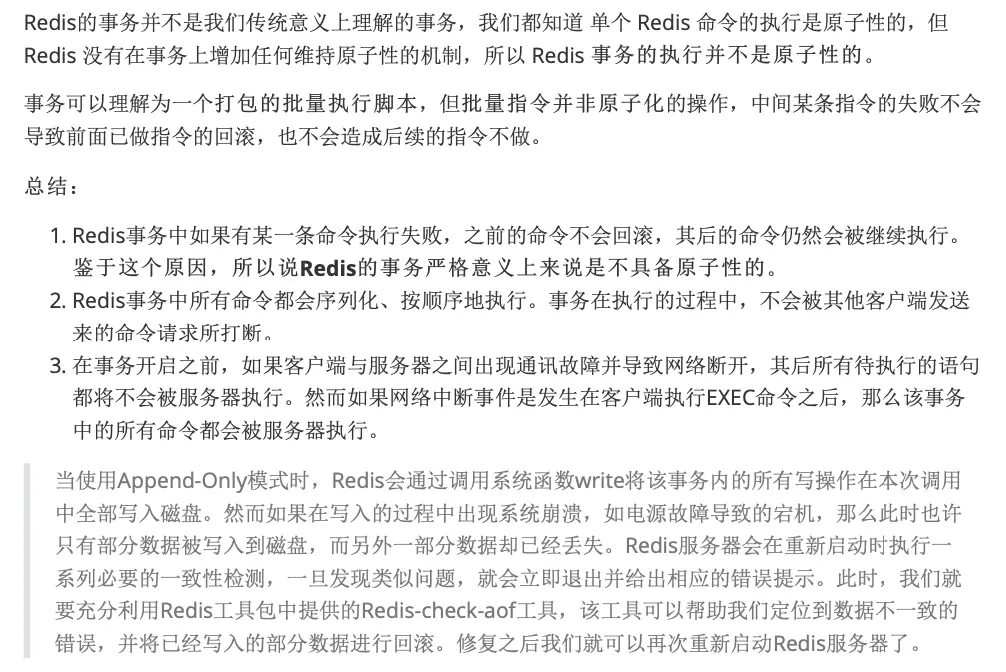 Redis的事务并不是我们传统意义上理解的事务，我们都知道 单个 Redis 命令的执行是原子性的，但
Redis 没有在事务上增加任何维持原子性的机制，所以 Redis 事务的执行并不是原子性的。
事务可以理解为一个打包的批量执行脚本，但批量指令并非原子化的操作，中间某条指令的失败不会
导致前面已做指令的回滚，也不会造成后续的指令不做。
总结：
1. Redis事务中如果有某一条命令执行失败，之前的命令不会回滚，其后的命令仍然会被继续执行。
鉴于这个原因，所以说Redis的事务严格意义上来说是不具备原子性的。
2. Redis事务中所有命令都会序列化、按顺序地执行。事务在执行的过程中，不会被其他客户端发送
来的命令请求所打断。
3. 在事务开启之前，如果客户端与服务器之间出现通讯故障并导致网络断开，其后所有待执行的语句
都将不会被服务器执行。然而如果网络中断事件是发生在客户端执行EXEC命令之后，那么该事务
中的所有命令都会被服务器执行。
当使用Append-Only模式时，Redis会通过调用系统函数write将该事务内的所有写操作在本次调用
中全部写入磁盘。然而如果在写入的过程中出现系统崩溃，如电源故障导致的宕机，那么此时也许
只有部分数据被写入到磁盘，而另外一部分数据却已经丢失。Redis服务器会在重新启动时执行一
系列必要的一致性检测，一旦发现类似问题，就会立即退出并给出相应的错误提示。此时，我们就
要充分利用Redis工具包中提供的Redis-check-aof工具，该工具可以帮助我们定位到数据不一致的
错误，并将已经写入的部分数据进行回滚。修复之后我们就可以再次重新启动Redis服务器了。